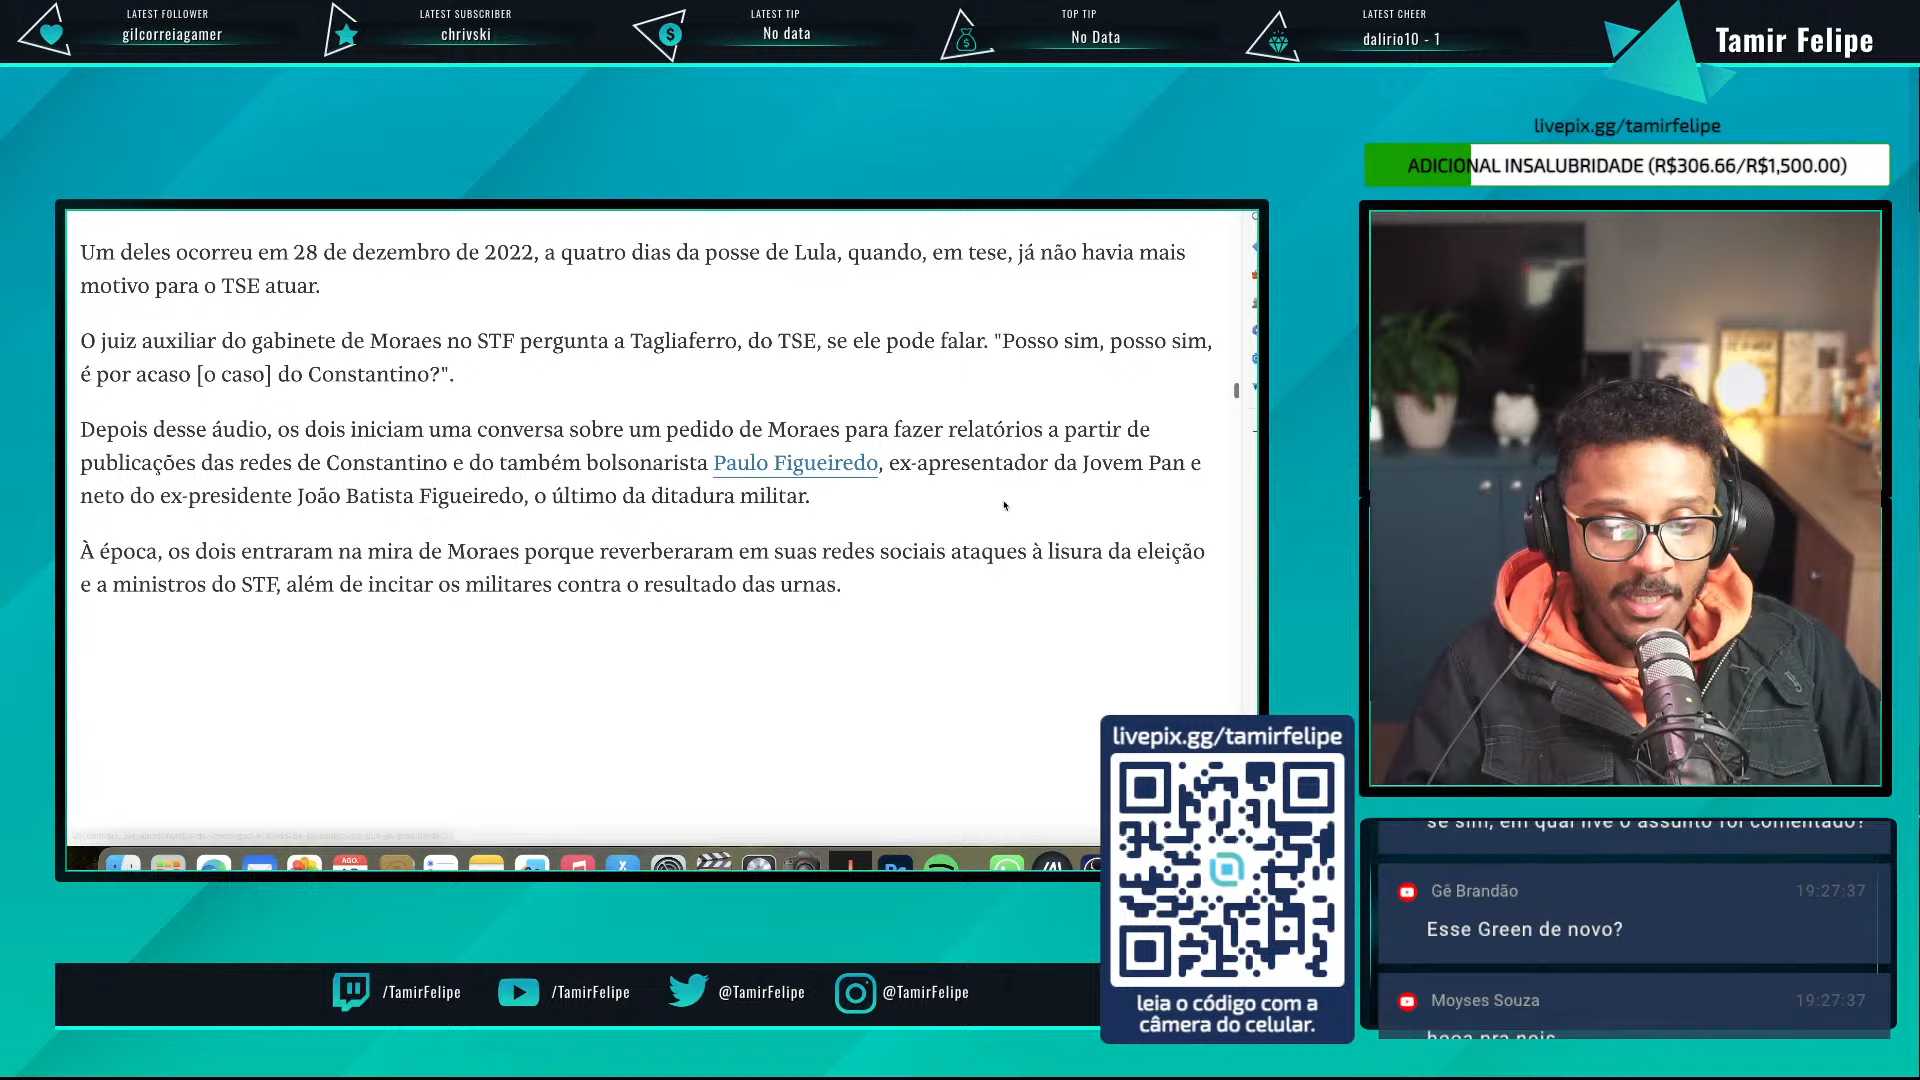 LATEST FOLLOWER
gilcorreiagamer
LATEST SUBSCRIBER
chrivski
LATEST TIP
No data
TOP TIP
No Data
LATEST CHEER
dalirio10 - 1
Tamir Felipe
livepix.gg/tamirfelipe
ADICIONAL INSALUBRIDADE (R$306.66/R$1,500.00)
Um deles ocorreu em 28 de dezembro de 2022, a quatro dias da posse de Lula, quando, em tese, já não havia mais
motivo para o TSE atuar.
O juiz auxiliar do gabinete de Moraes no STF pergunta a Tagliaferro, do TSE, se ele pode falar. "Posso sim, posso sim,
é por acaso [o caso] do Constantino?".
Depois desse áudio, os dois iniciam uma conversa sobre um pedido de Moraes para fazer relatórios a partir de
publicações das redes de Constantino e do também bolsonarista Paulo Figueiredo, ex-apresentador da Jovem Pan e
neto do ex-presidente João Batista Figueiredo, o último da ditadura militar.
À época, os dois entraram na mira de Moraes porque reverberaram em suas redes sociais ataques à lisura da eleição
e a ministros do STF, além de incitar os militares contra o resultado das urnas.
AGO.
livepix.gg/tamirfelipe
leia o código com a
câmera do celular.
se sim, em qual live o assunto foi comentado?
Gê Brandão 19:27:37
Esse Green de novo?
Moyses Souza 19:27:37
/TamirFelipe
/TamirFelipe
@TamirFelipe
@TamirFelipe